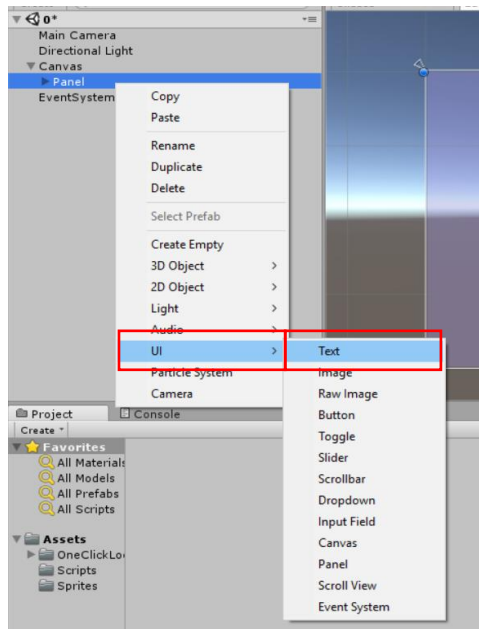 0*
Main Camera
Directional Light
Canvas
Panel
EventSystem
Copy
Paste
Rename
Duplicate
Delete
Select Prefab
Create Empty
3D Object
2D Object
Light
Audio
UI
Particle System
Camera
Text
Image
Raw Image
Button
Toggle
Slider
Scrollbar
Dropdown
Input Field
Canvas
Panel
Scroll View
Event System
Project
Console
Create
Favorites
All Materials
All Models
All Prefabs
All Scripts
Assets
OneClickLo
Scripts
Sprites